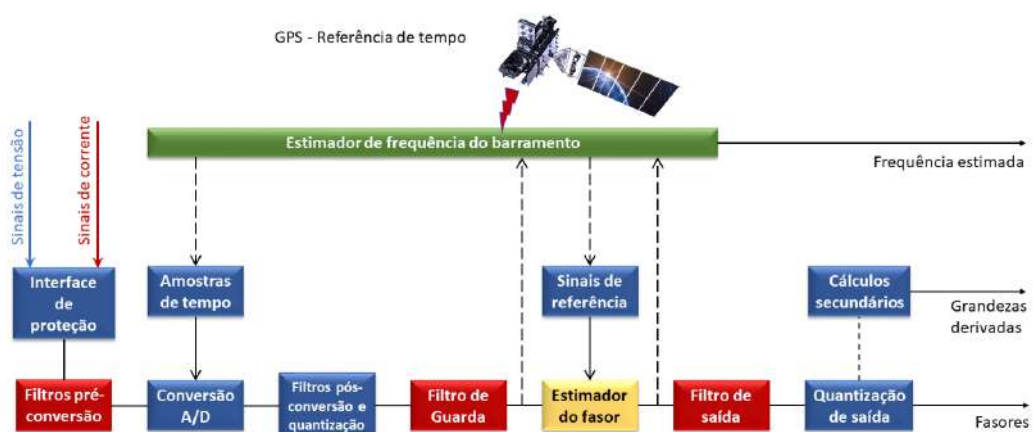 GPS - Referência de tempo
Estimador de frequência do barramento
Frequência estimada
Sinais de tensão
Sinais de corrente
Interface
de
proteção
Amostras
de tempo
Sinais de
referência
Cálculos
secundários
Grandezas
derivadas
Filtros pré-
conversão
Conversão
A/D
Filtros pós-
conversão e
quantização
Filtro de
Guarda
Estimador
do fasor
Filtro de
saída
Quantização
de saída
Fasores